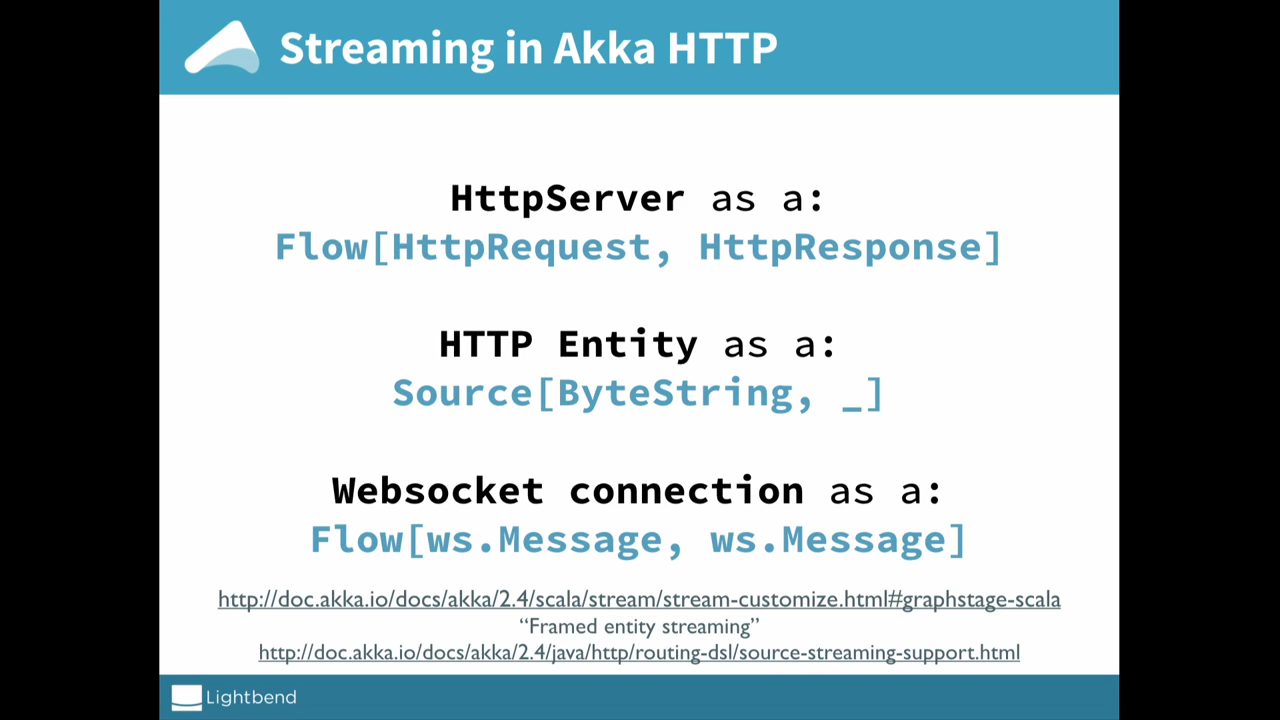 Streaming in Akka HTTP
HttpServer as a:
Flow[HttpRequest, HttpResponse]
HTTP Entity as a:
Source[ByteString, _]
Websocket connection as a:
Flow[ws.Message, ws.Message]
http://doc.akka.io/docs/akka/2.4/scala/stream/stream-customize.html#graphstage-scala
“Framed entity streaming”
http://doc.akka.io/docs/akka/2.4/java/http/routing-dsl/source-streaming-support.html
Lightbend